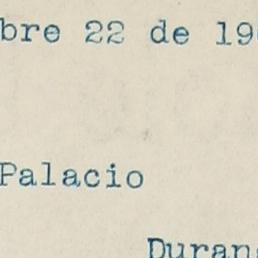 bre 22 de 19
Palacio
Duran